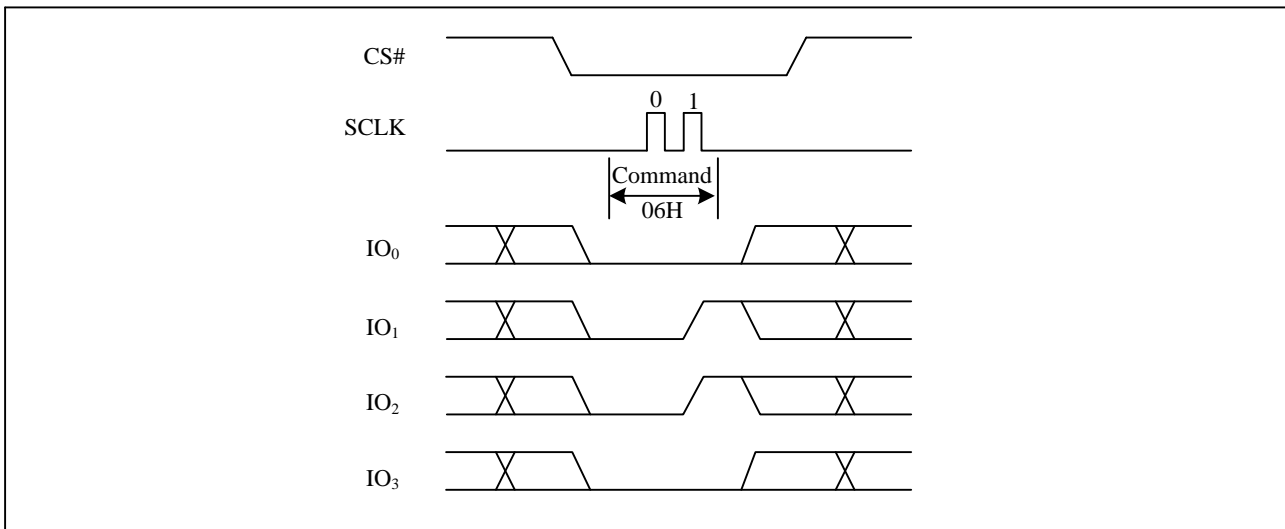 CS#
0 1
SCLK
Command
06H
IO₀
IO₁
IO₂
IO₃